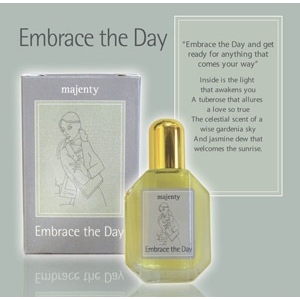 Embrace the Day
"Embrace the Day and get
ready for anything that
comes your way"
Inside is the light
that awakens you
A tuberose that allures
a love so true
The celestial scent of a
wise gardenia sky
And jasmine dew that
welcomes the sunrise.
majenty
Embrace the Day
majenty
Embrace the Day